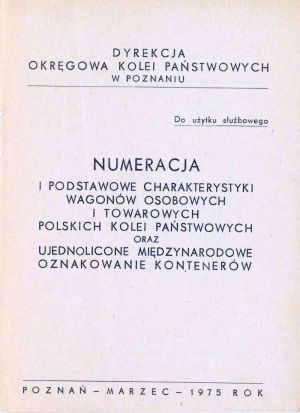 DYREKCJA
OKRĘGOWA KOLEI PAŃSTWOWYCH
W POZNANIU
Do użytku służbowego
NUMERACJA
I PODSTAWOWE CHARAKTERYSTYKI
WAGONÓW OSOBOWYCH
I TOWAROWYCH
POLSKICH KOLEI PAŃSTWOWYCH
ORAZ
UJEDNOLICONE MIĘDZYNARODOWE
OZNAKOWANIE KONTENERÓW
POZNAŃ — MARZEC — 1975 ROK